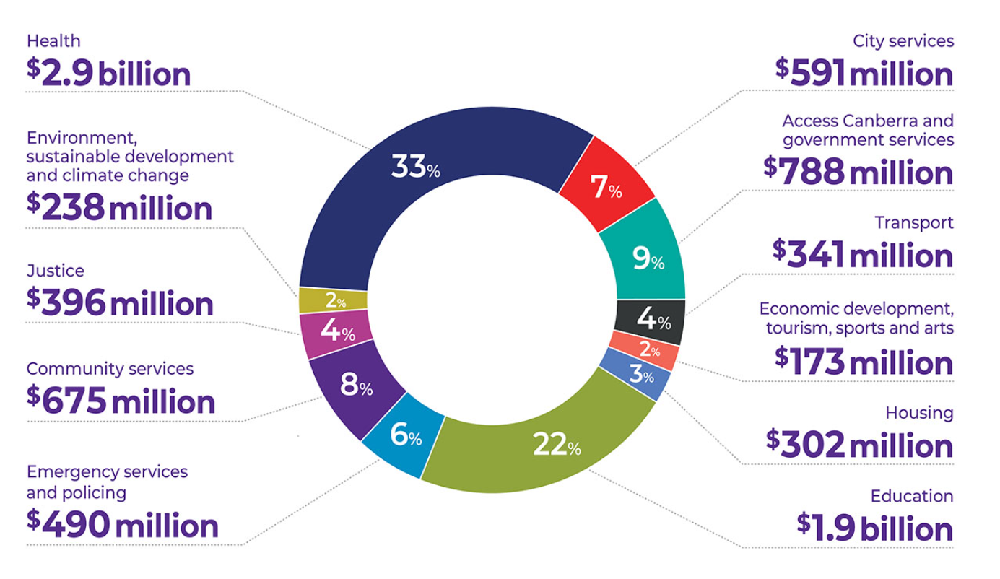 Health
$2.9 billion
Environment,
sustainable development
and climate change
$238 million
Justice
$396 million
Community services
$675 million
Emergency services
and policing
$490 million
33%
7%
9%
4%
2%
3%
22%
6%
8%
4%
2%
City services
$591 million
Access Canberra and
government services
$788 million
Transport
$341 million
Economic development,
tourism, sports and arts
$173 million
Housing
$302 million
Education
$1.9 billion